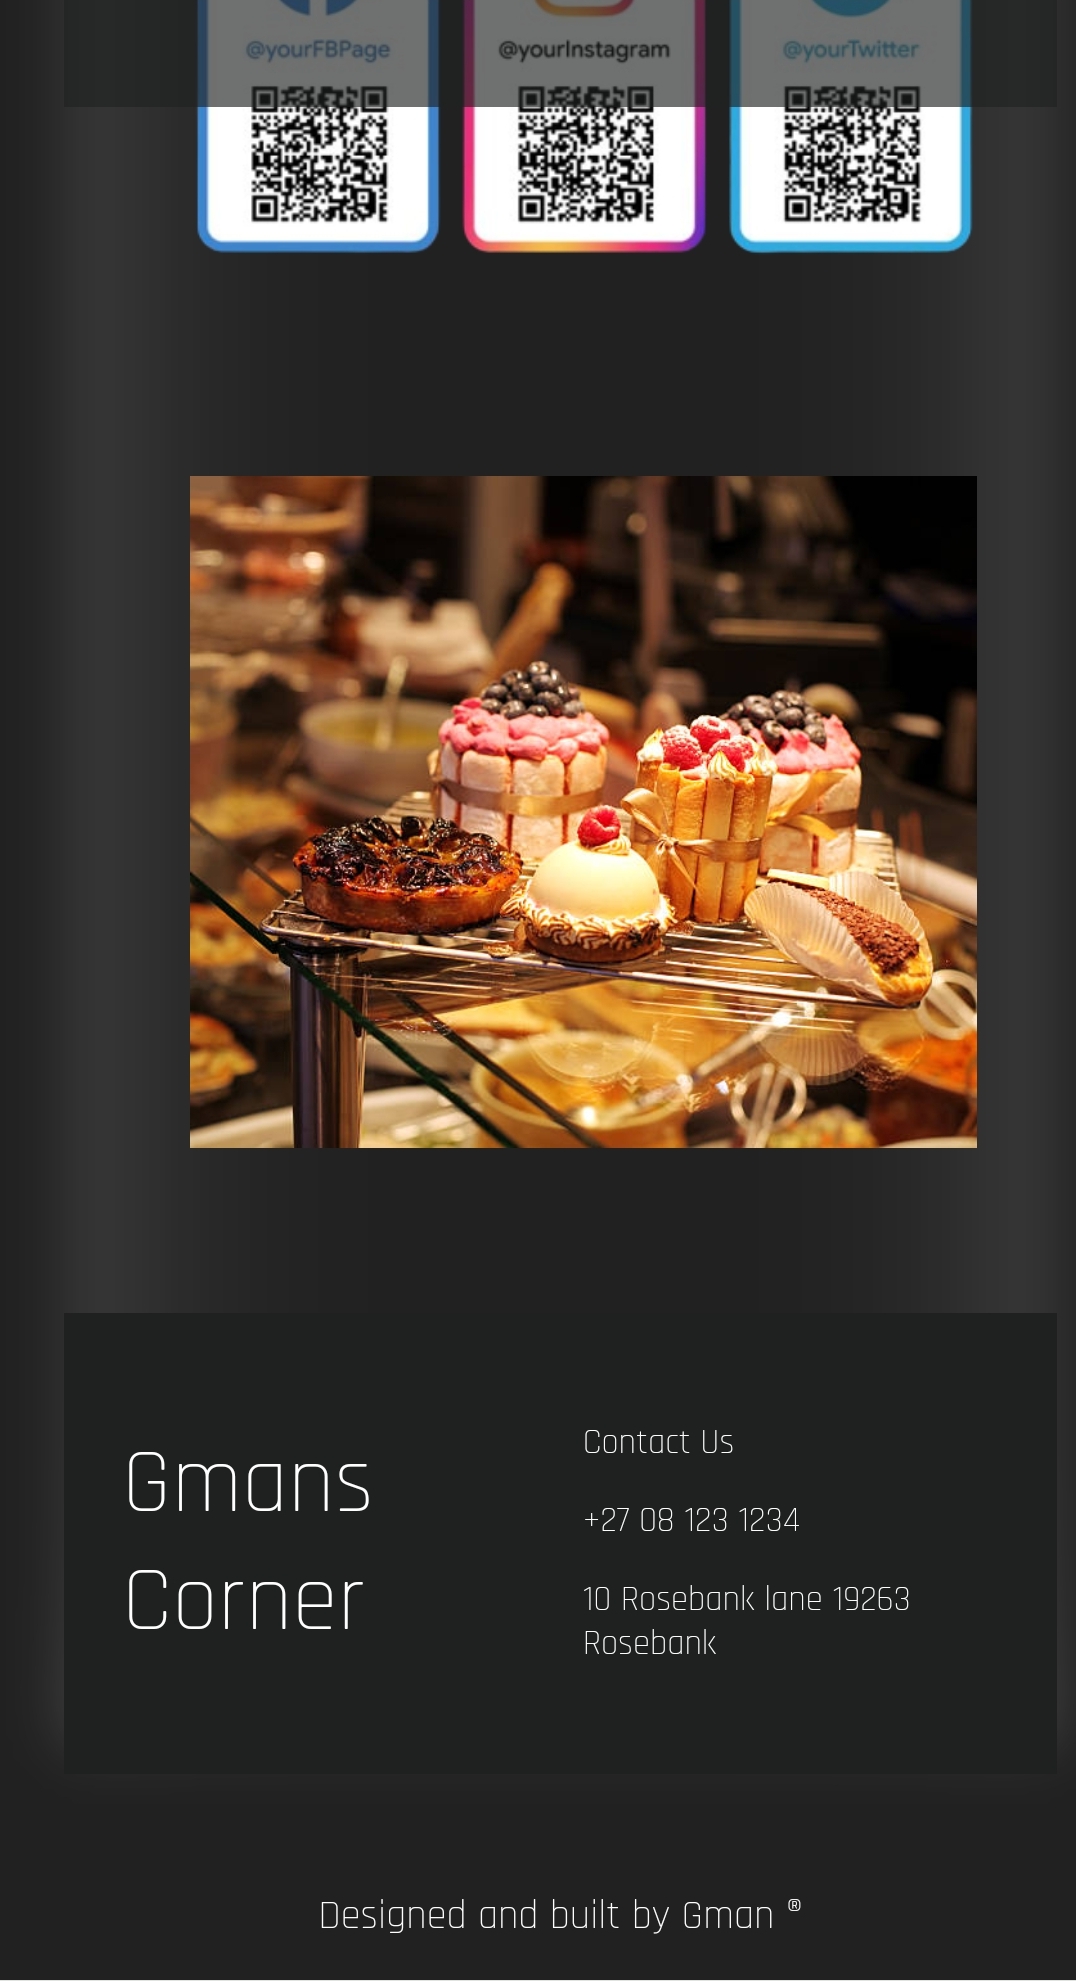 @yourFBPage @yourInstagram @yourTwitter
Gmans
Corner
Contact Us
+27 08 123 1234
10 Rosebank lane 19263
Rosebank
Designed and built by Gman ®